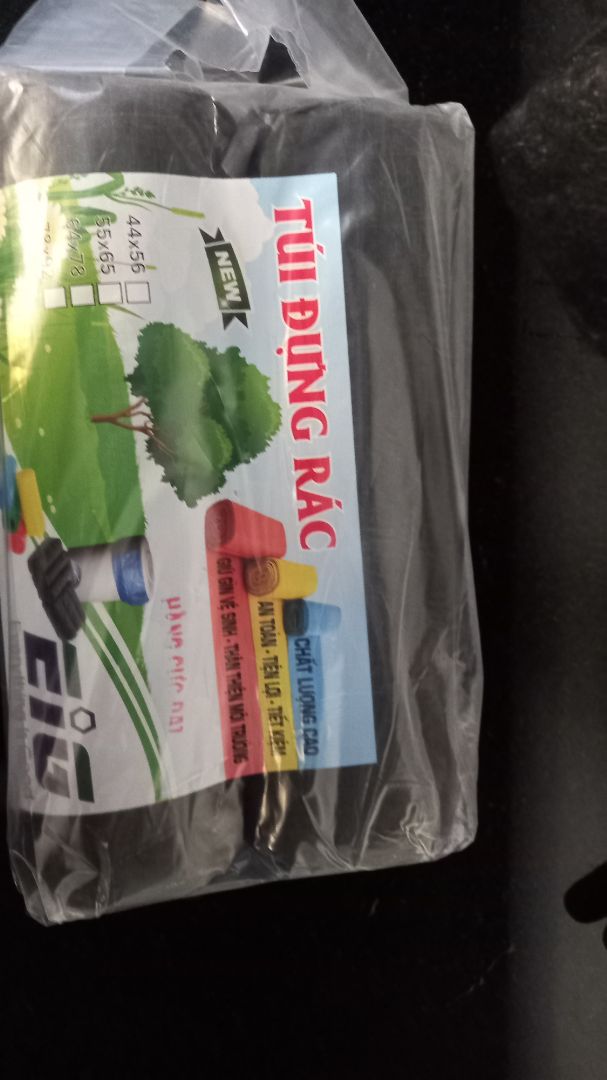 TÚI ĐỰNG RÁC
NEW
44x56
55x65
64x78
CHẤT LƯỢNG CAO
AN TOÀN - TIỆN LỢI - TIẾT KIỆM
GIỮ GÌN VỆ SINH - THÂN THIỆN MÔI TRƯỜNG